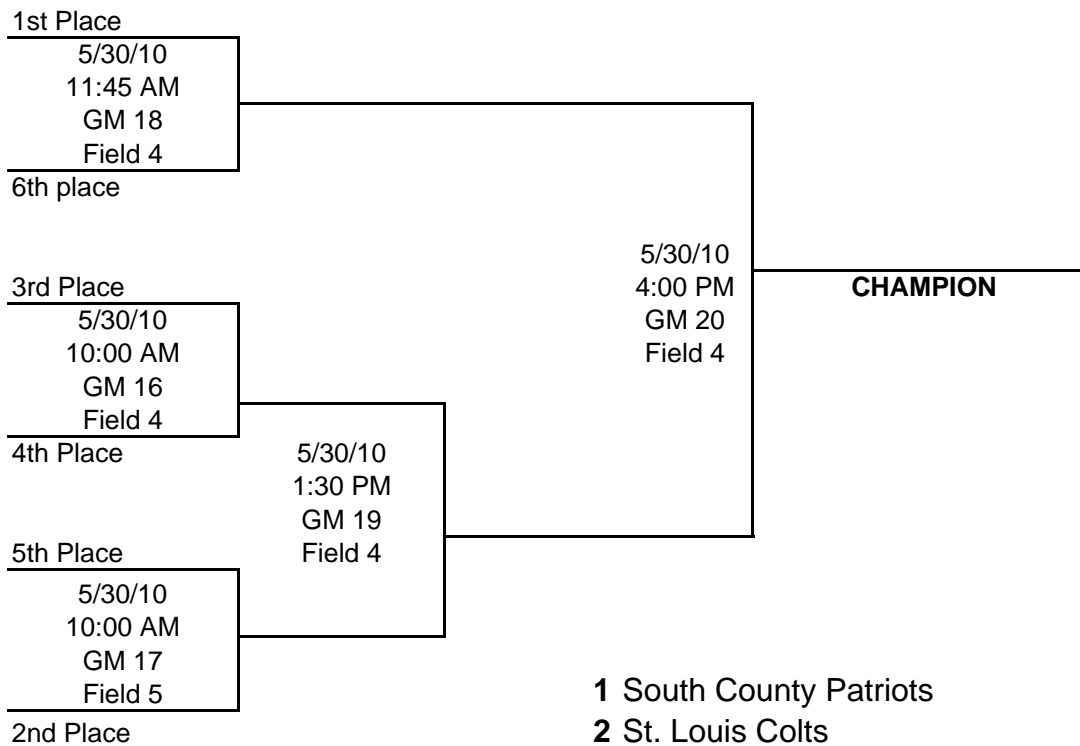 1st Place
5/30/10
11:45 AM
GM 18
Field 4
6th place
3rd Place
5/30/10
10:00 AM
GM 16
Field 4
4th Place
5/30/10
1:30 PM
GM 19
Field 4
5th Place
5/30/10
10:00 AM
GM 17
Field 5
2nd Place
5/30/10
4:00 PM
GM 20
Field 4
CHAMPION
1 South County Patriots
2 St. Louis Colts